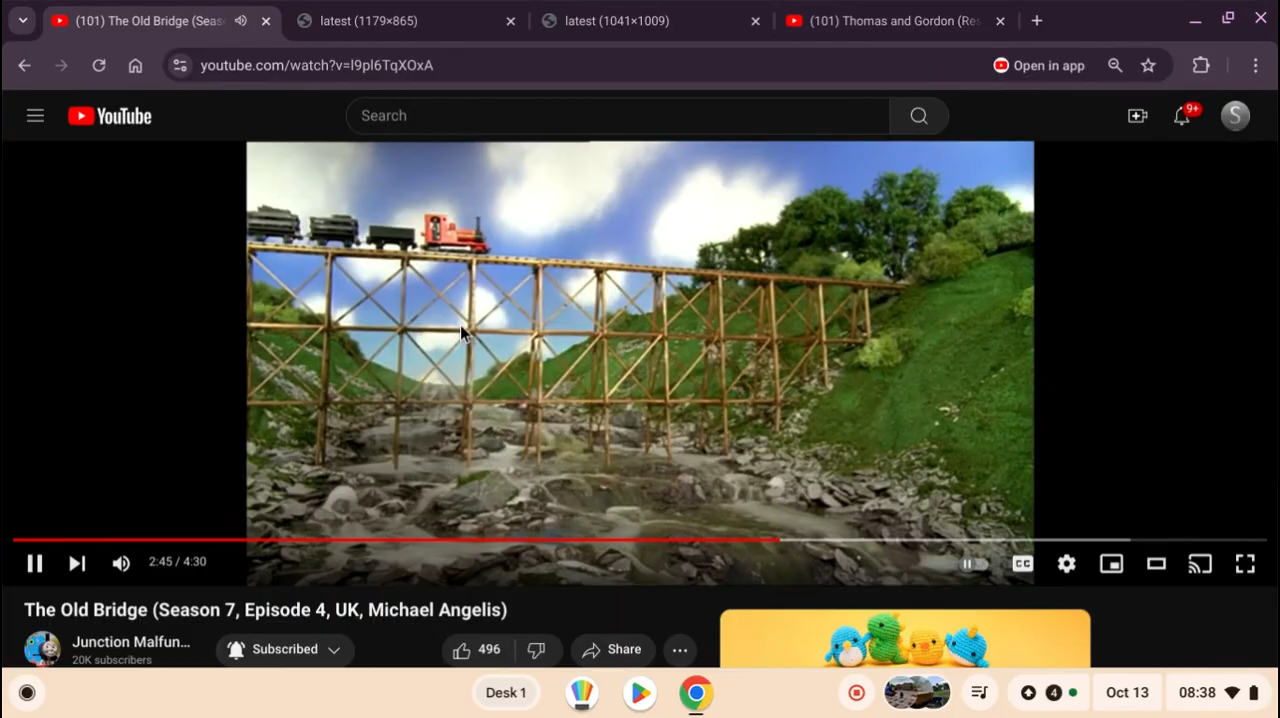 (101) The Old Bridge (Seas
latest (1179×865)
latest (1041×1009)
(101) Thomas and Gordon (Res
youtube.com/watch?v=l9pl6TqXOxA
Open in app
YouTube
Search
9+
S
2:45 / 4:30
CC
The Old Bridge (Season 7, Episode 4, UK, Michael Angelis)
Junction Malfun...
20K subscribers
Subscribed
496
Share
Desk 1
4
Oct 13
08:38